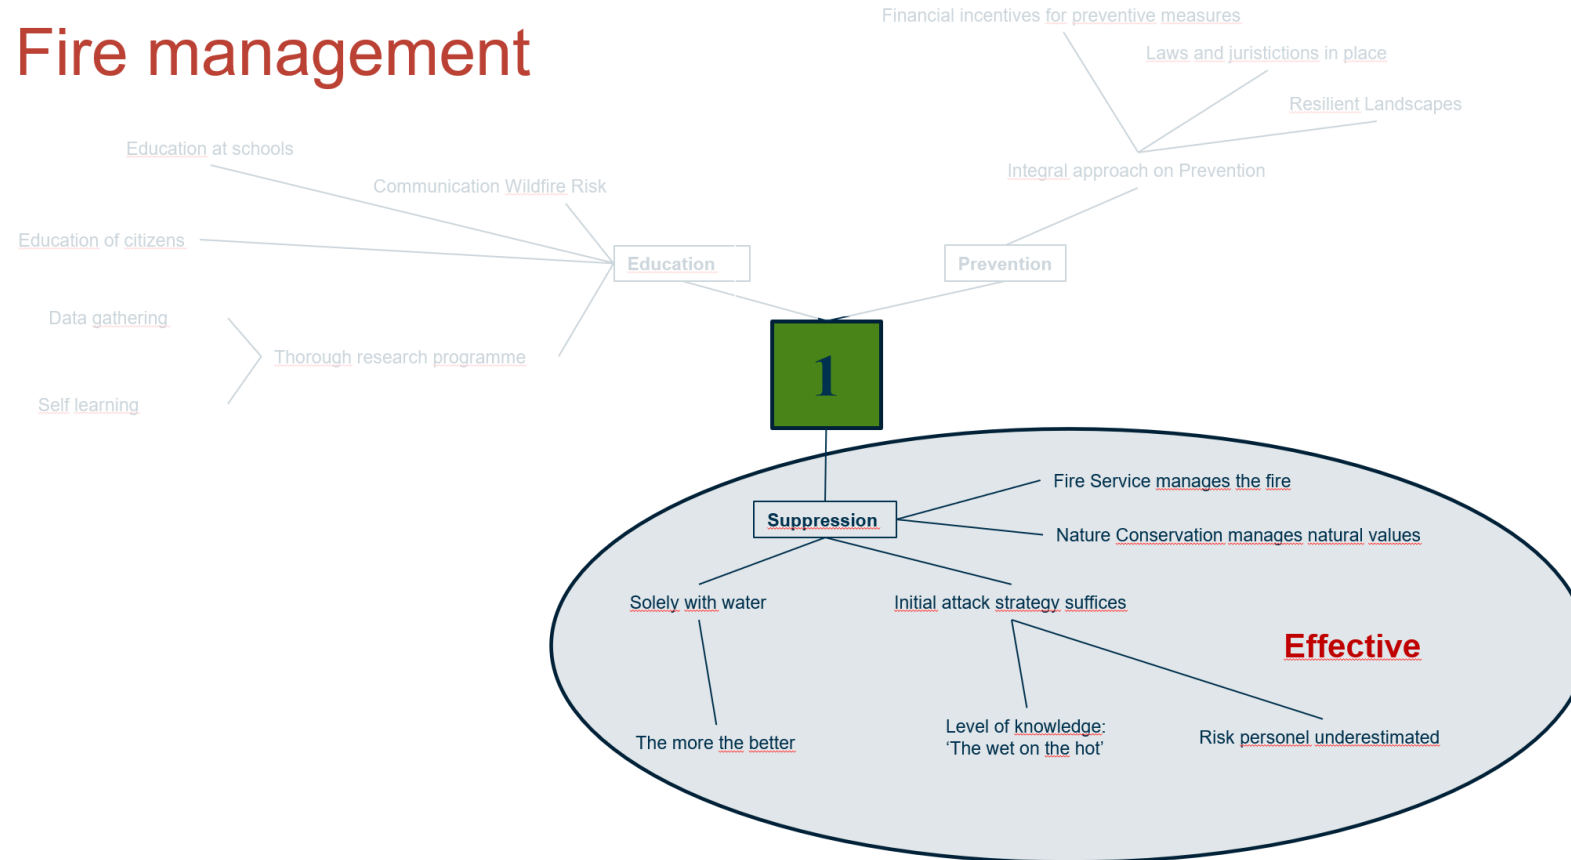 Fire management
Financial incentives for preventive measures
Laws and juristictions in place
Resilient Landscapes
Integral approach on Prevention
Education at schools
Communication Wildfire Risk
Education of citizens
Education
Prevention
Data gathering
Thorough research programme
Self learning
1
Suppression
Fire Service manages the fire
Nature Conservation manages natural values
Solely with water
Initial attack strategy suffices
Effective
The more the better
Level of knowledge:
‘The wet on the hot’
Risk personel underestimated